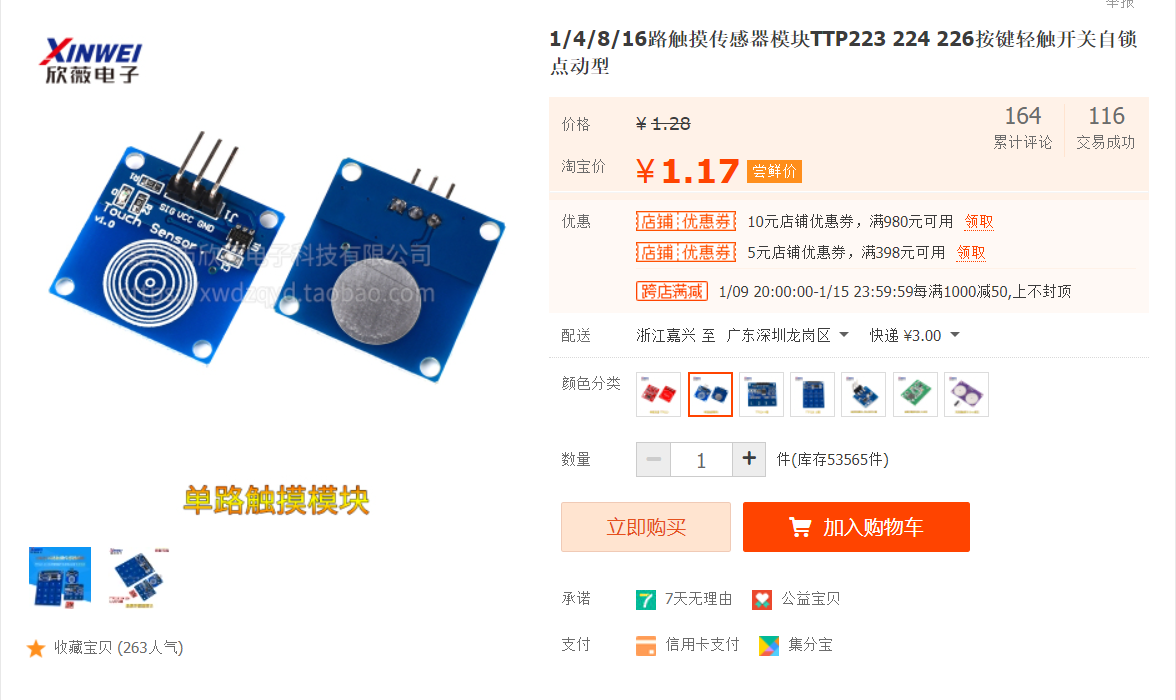 举报
XINWEI
欣薇电子
1/4/8/16路触摸传感器模块TTP223 224 226按键轻触开关自锁
点动型
价格
¥ 1.28
164
累计评论
116
交易成功
淘宝价
¥ 1.17 尝鲜价
优惠
店铺优惠券 10元店铺优惠券，满980元可用 领取
店铺优惠券 5元店铺优惠券，满398元可用 领取
跨店满减 1/09 20:00:00-1/15 23:59:59每满1000减50,上不封顶
配送
浙江嘉兴 至 广东深圳龙岗区 快递 ¥3.00
颜色分类
数量
1
件(库存53565件)
立即购买
加入购物车
承诺
7天无理由
公益宝贝
支付
信用卡支付
集分宝
SIG VCC GND
J1
Touch Sensor
v1.0
电子科技有限公司
https://xwdzqyd.taobao.com
单路触摸模块
收藏宝贝 (263人气)